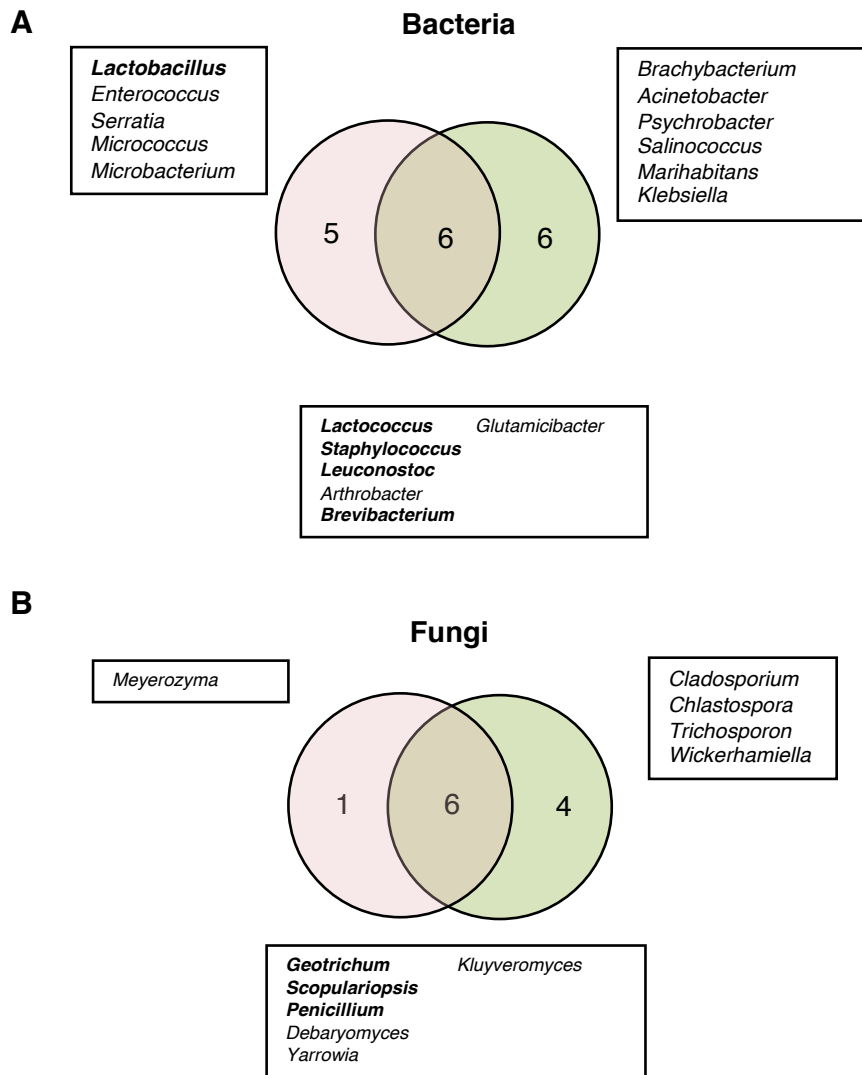 A
Bacteria
Lactobacillus
Enterococcus
Serratia
Micrococcus
Microbacterium
Brachybacterium
Acinetobacter
Psychrobacter
Salinococcus
Marihabitans
Klebsiella
5
6
6
Lactococcus Glutamicibacter
Staphylococcus
Leuconostoc
Arthrobacter
Brevibacterium
B
Fungi
Meyerozyma
Cladosporium
Chlastospora
Trichosporon
Wickerhamiella
1
6
4
Geotrichum Kluyveromyces
Scopulariopsis
Penicillium
Debaryomyces
Yarrowia